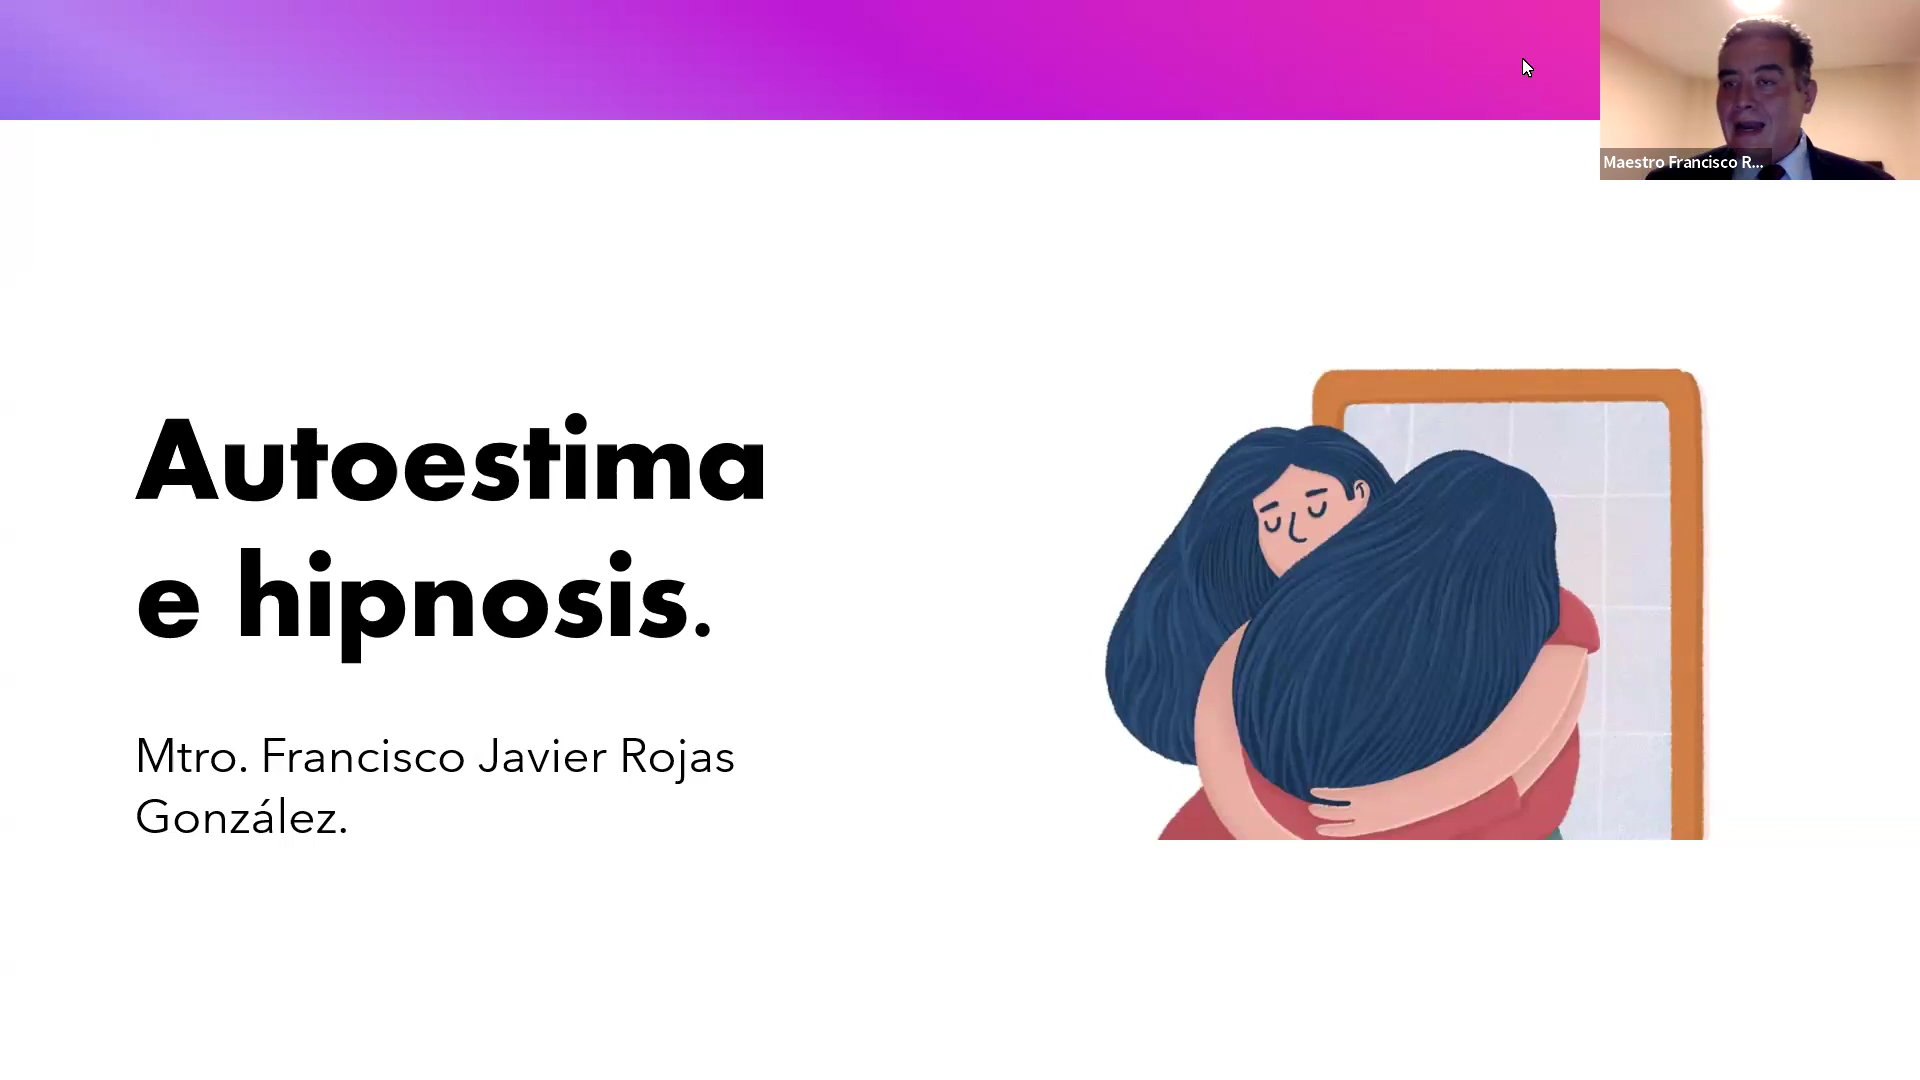 Maestro Francisco R...
Autoestima
e hipnosis.
Mtro. Francisco Javier Rojas
González.